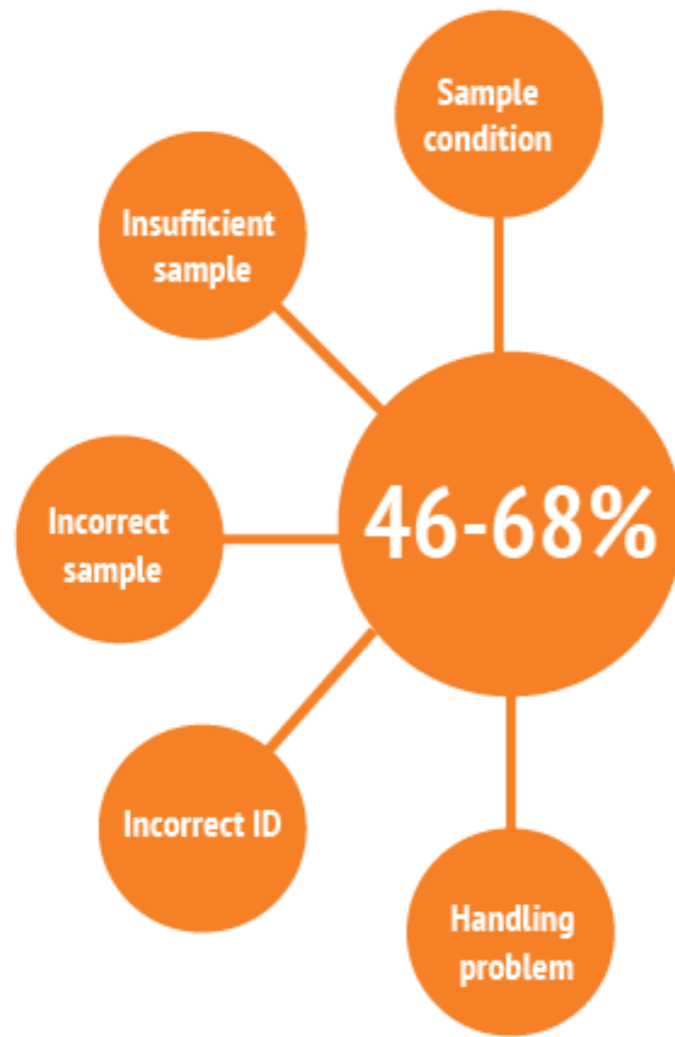 Sample
condition
Insufficient
sample
46-68%
Incorrect
sample
Incorrect ID
Handling
problem